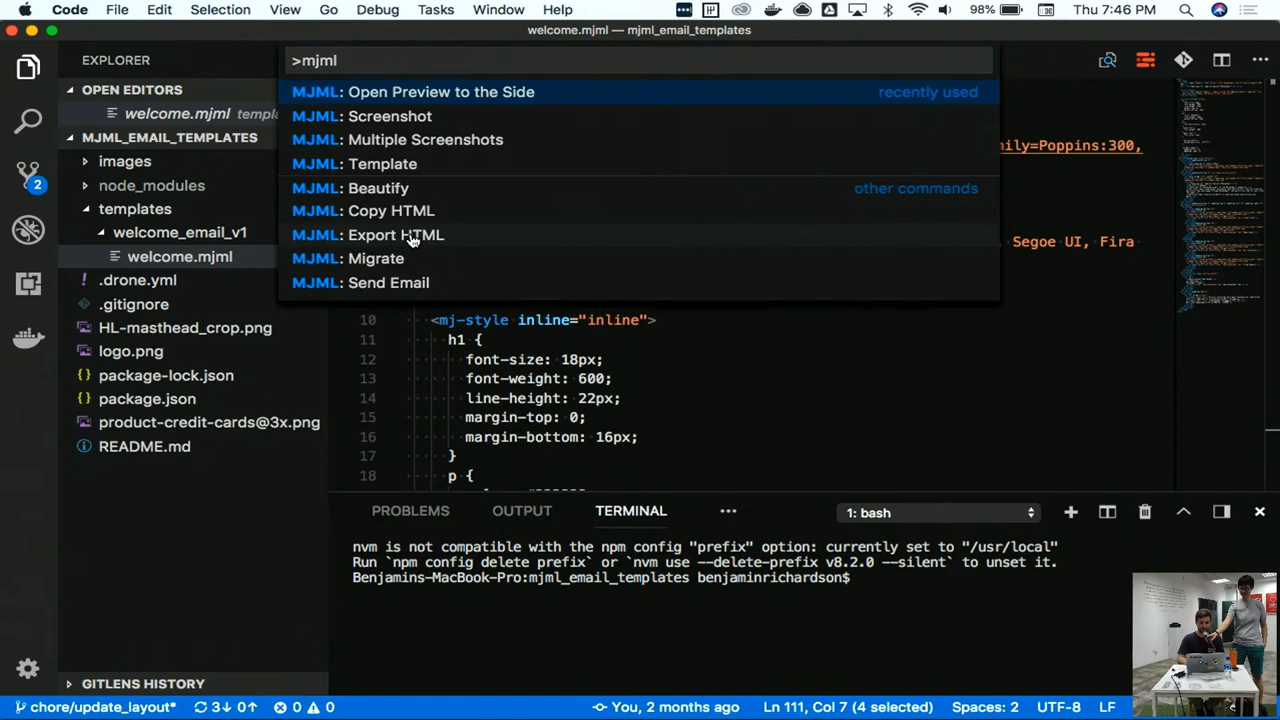 Code File Edit Selection View Go Debug Tasks Window Help 98% Thu 7:46 PM
welcome.mjml — mjml_email_templates
EXPLORER
OPEN EDITORS
welcome.mjml templa
MJML_EMAIL_TEMPLATES
images
node_modules
templates
welcome_email_v1
welcome.mjml
.drone.yml
.gitignore
HL-masthead_crop.png
logo.png
package-lock.json
package.json
product-credit-cards@3x.png
README.md
GITLENS HISTORY
2
>mjml
MJML: Open Preview to the Side recently used
MJML: Screenshot
MJML: Multiple Screenshots
MJML: Template
MJML: Beautify other commands
MJML: Copy HTML
MJML: Export HTML
MJML: Migrate
MJML: Send Email
mily=Poppins:300,
Segoe UI, Fira
10 <mj-style inline="inline">
11 h1 {
12 font-size: 18px;
13 font-weight: 600;
14 line-height: 22px;
15 margin-top: 0;
16 margin-bottom: 16px;
17 }
18 p {
PROBLEMS OUTPUT TERMINAL ••• 1: bash
nvm is not compatible with the npm config "prefix" option: currently set to "/usr/local"
Run `npm config delete prefix` or `nvm use --delete-prefix v8.2.0 --silent` to unset it.
Benjamins-MacBook-Pro:mjml_email_templates benjaminrichardson$
chore/update_layout* 3↓ 0↑ 0 0 You, 2 months ago Ln 111, Col 7 (4 selected) Spaces: 2 UTF-8 LF